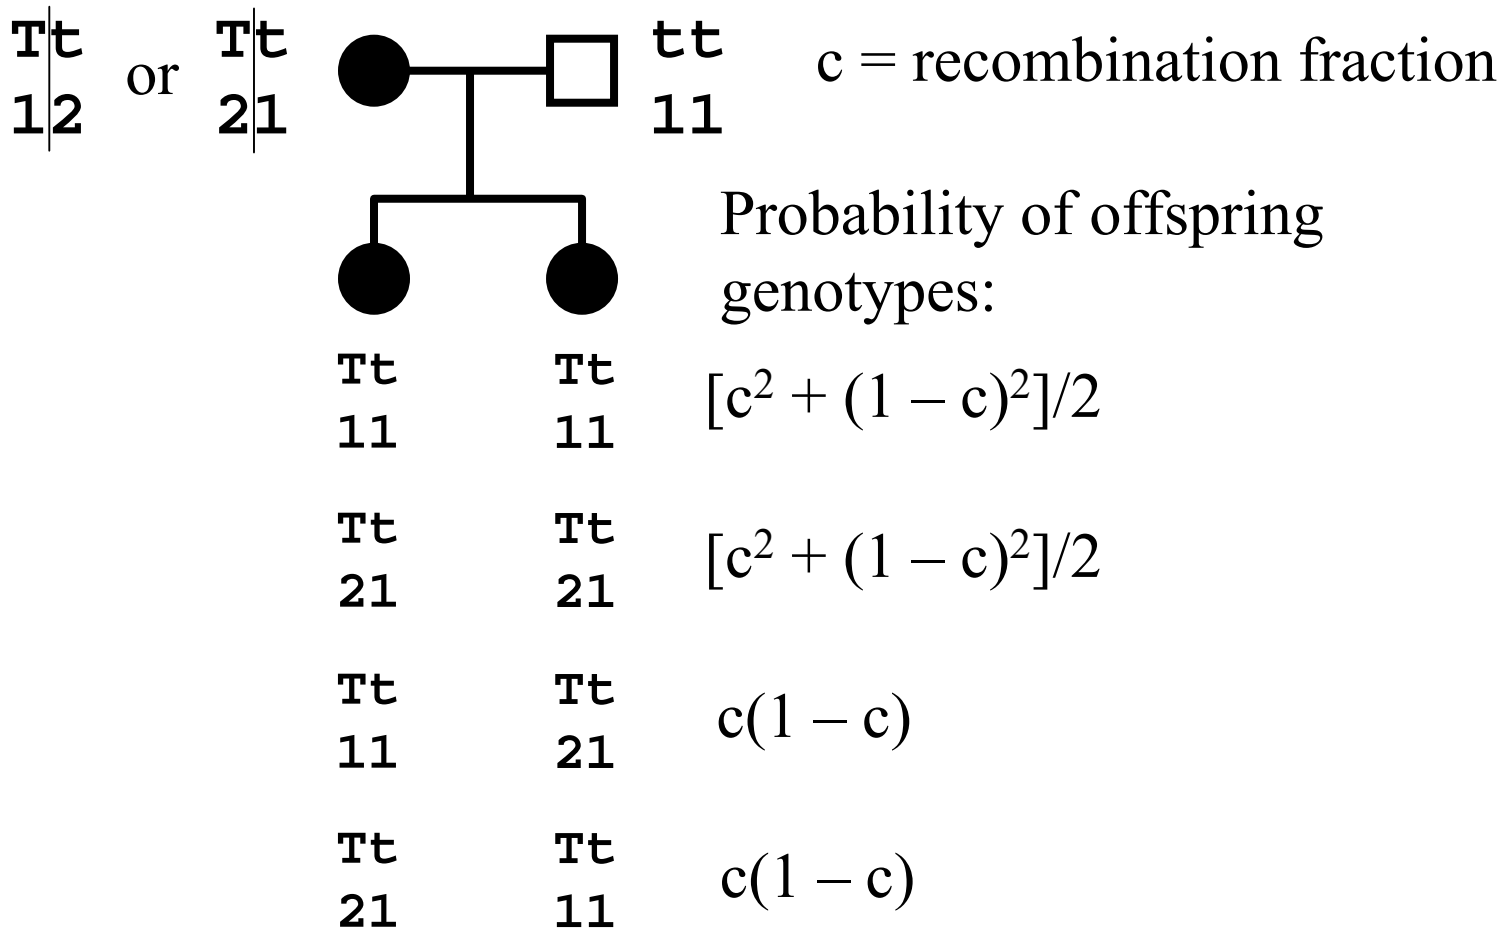 Tt or Tt tt c = recombination fraction
12 21 11
Probability of offspring
genotypes:
Tt Tt
11 11 [c² + (1 – c)²]/2
Tt Tt
21 21 [c² + (1 – c)²]/2
Tt Tt
11 21 c(1 – c)
Tt Tt
21 11 c(1 – c)